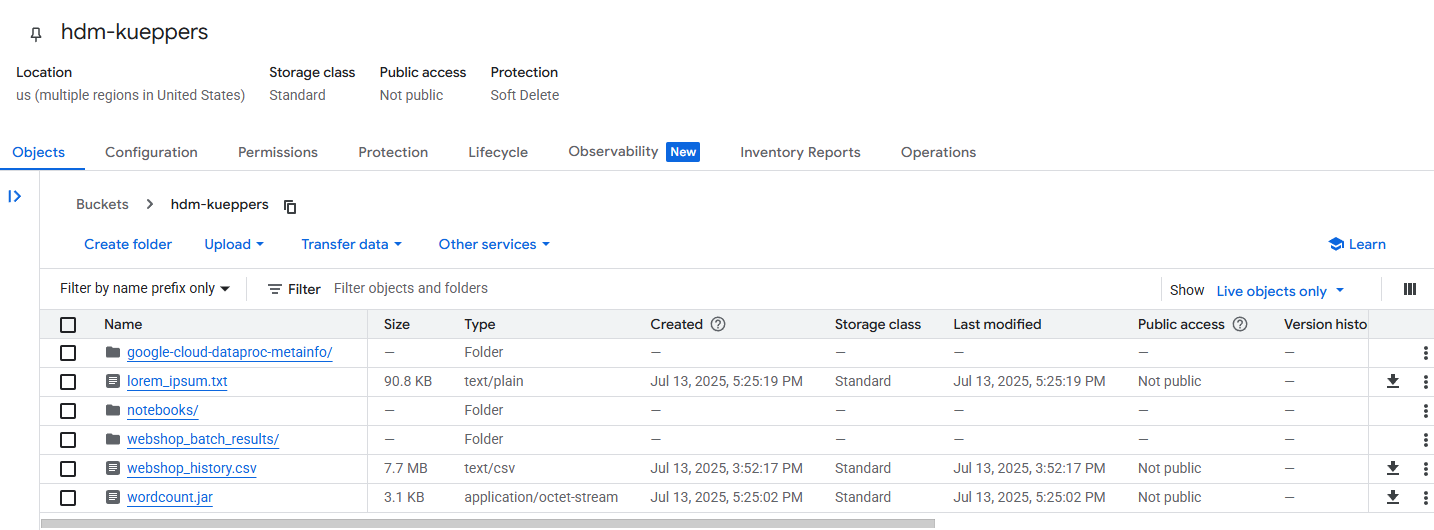 hdm-kueppers
Location Storage class Public access Protection
us (multiple regions in United States) Standard Not public Soft Delete
Objects Configuration Permissions Protection Lifecycle Observability New Inventory Reports Operations
Buckets hdm-kueppers
Create folder Upload Transfer data Other services Learn
Filter by name prefix only Filter Filter objects and folders Show Live objects only
Name Size Type Created Storage class Last modified Public access Version histo
google-cloud-dataproc-metainfo/ — Folder — — — — —
lorem_ipsum.txt 90.8 KB text/plain Jul 13, 2025, 5:25:19 PM Standard Jul 13, 2025, 5:25:19 PM Not public —
notebooks/ — Folder — — — — —
webshop_batch_results/ — Folder — — — — —
webshop_history.csv 7.7 MB text/csv Jul 13, 2025, 3:52:17 PM Standard Jul 13, 2025, 3:52:17 PM Not public —
wordcount.jar 3.1 KB application/octet-stream Jul 13, 2025, 5:25:02 PM Standard Jul 13, 2025, 5:25:02 PM Not public —